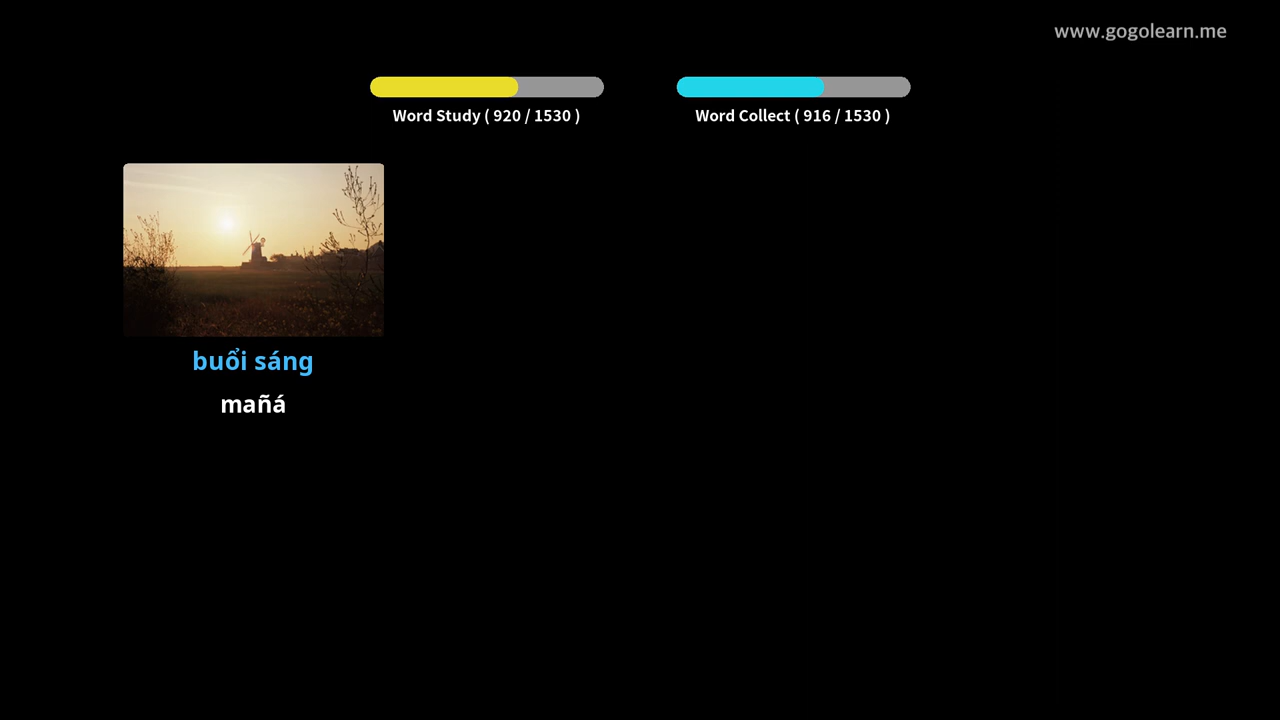 www.gogolearn.me
Word Study ( 920 / 1530 )
Word Collect ( 916 / 1530 )
buổi sáng
mañá